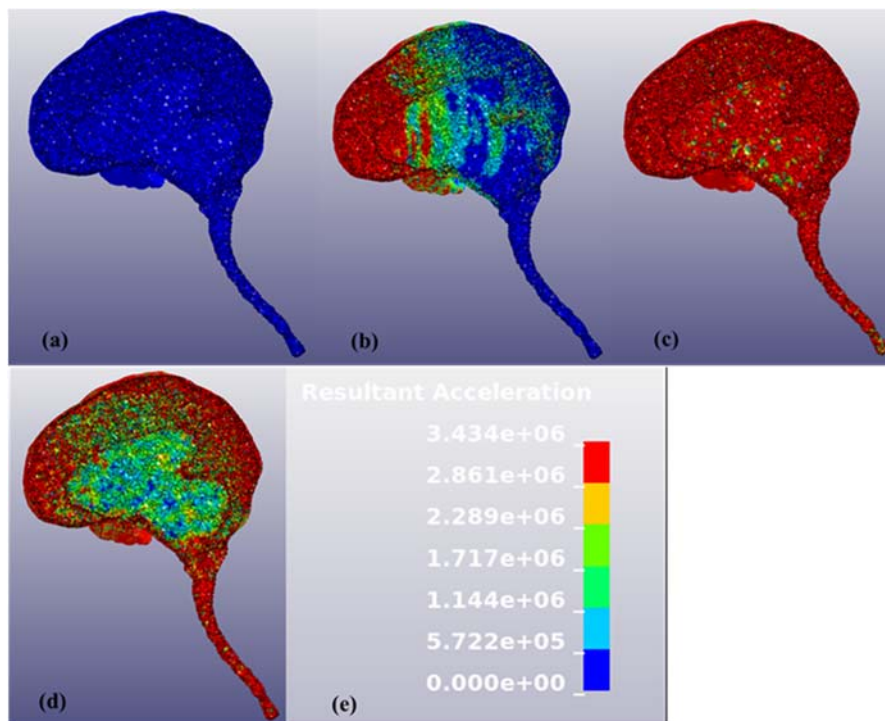 (a)
(b)
(c)
(d)
Resultant Acceleration
3.434e+06
2.861e+06
2.289e+06
1.717e+06
1.144e+06
5.722e+05
0.000e+00
(e)